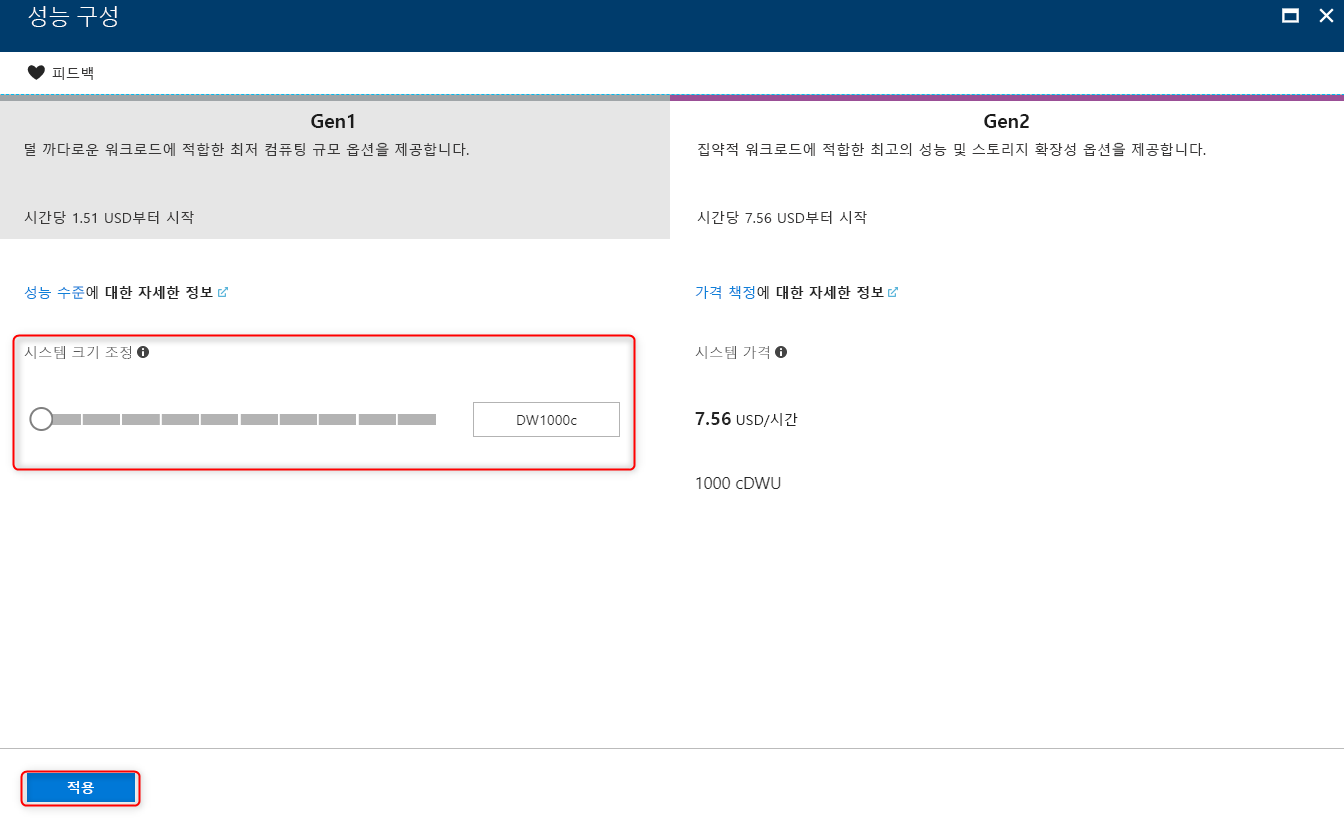 성능 구성
피드백
Gen1
덜 까다로운 워크로드에 적합한 최저 컴퓨팅 규모 옵션을 제공합니다.
시간당 1.51 USD부터 시작
Gen2
집약적 워크로드에 적합한 최고의 성능 및 스토리지 확장성 옵션을 제공합니다.
시간당 7.56 USD부터 시작
성능 수준에 대한 자세한 정보
가격 책정에 대한 자세한 정보
시스템 크기 조정
DW1000c
시스템 가격
7.56 USD/시간
1000 cDWU
적용